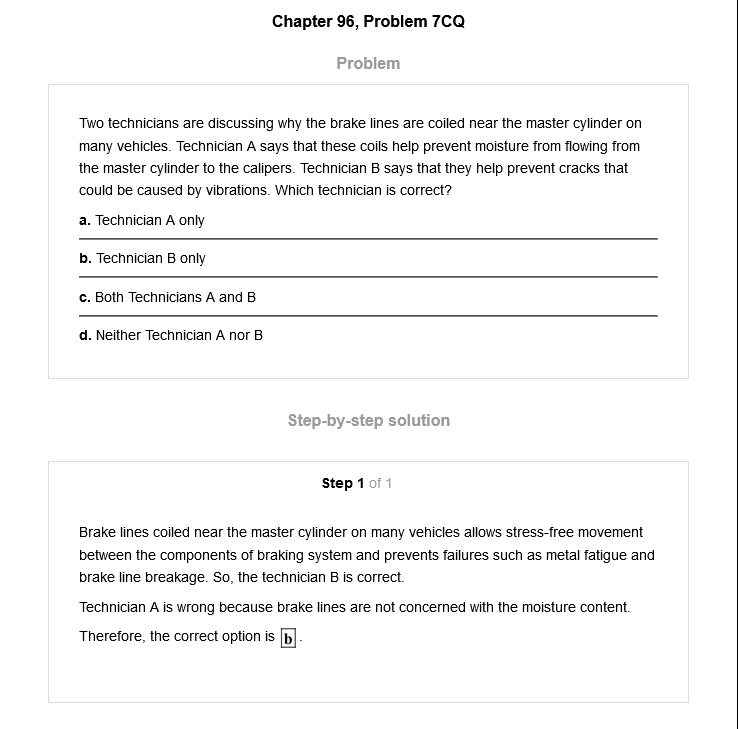 Chapter 96, Problem 7CQ
Problem
Two technicians are discussing why the brake lines are coiled near the master cylinder on
many vehicles. Technician A says that these coils help prevent moisture from flowing from
the master cylinder to the calipers. Technician B says that they help prevent cracks that
could be caused by vibrations. Which technician is correct?
a. Technician A only
b. Technician B only
c. Both Technicians A and B
d. Neither Technician A nor B
Step-by-step solution
Step 1 of 1
Brake lines coiled near the master cylinder on many vehicles allows stress-free movement
between the components of braking system and prevents failures such as metal fatigue and
brake line breakage. So, the technician B is correct.
Technician A is wrong because brake lines are not concerned with the moisture content.
Therefore, the correct option is b.